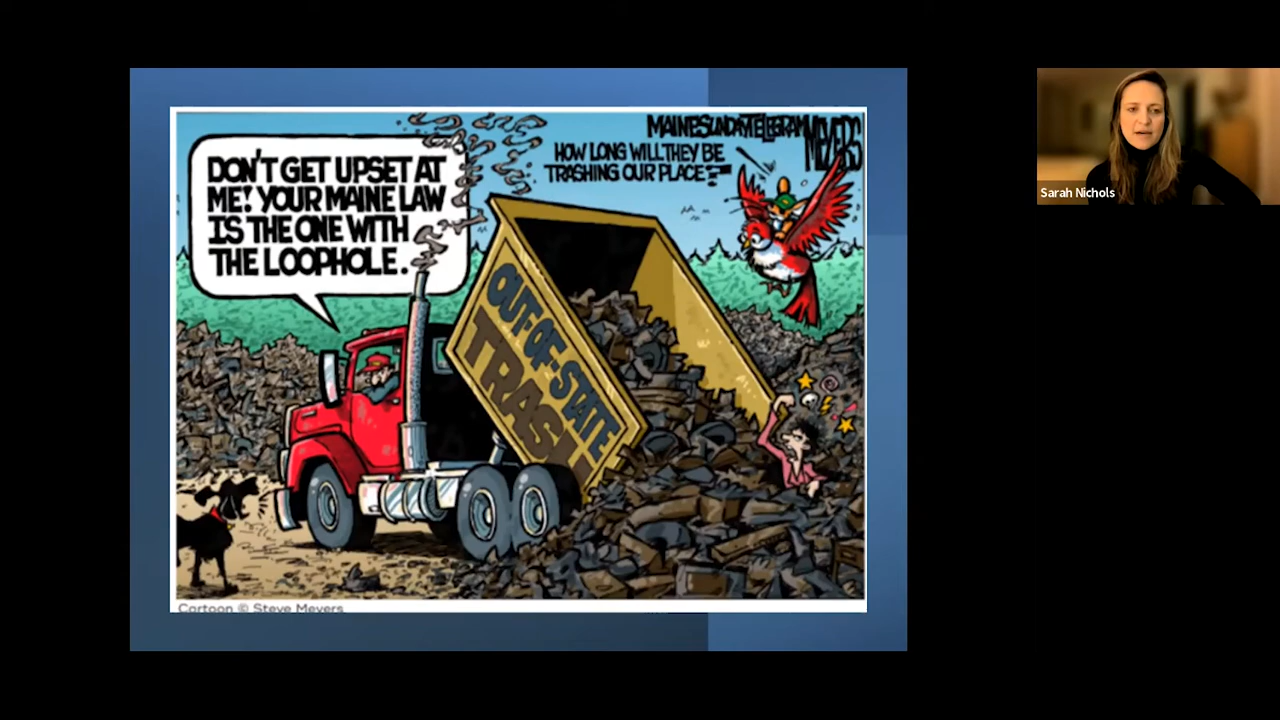 MAINE SUNDAY TELEGRAM
MEYERS
HOW LONG WILL THEY BE
TRASHING OUR PLACE?
DON'T GET UPSET AT
ME! YOUR MAINE LAW
IS THE ONE WITH
THE LOOPHOLE.
OUT-OF-STATE
TRASH
Cartoon © Steve Meyers
Sarah Nichols